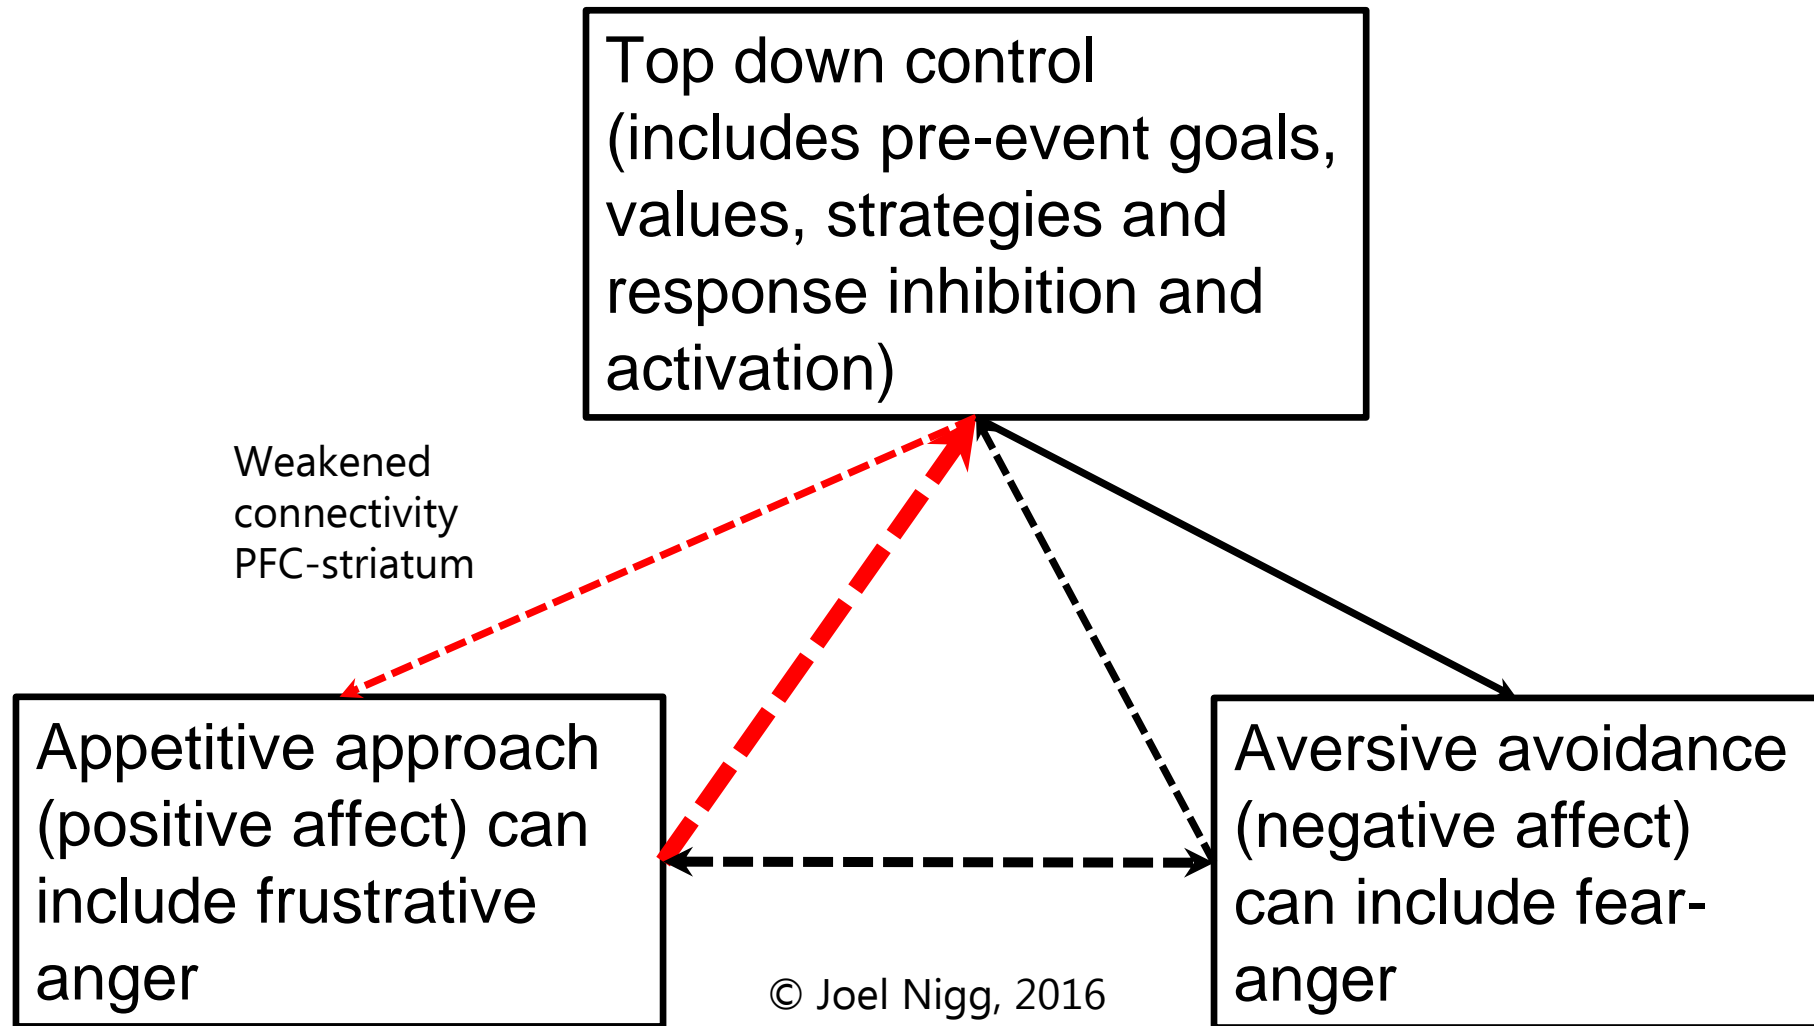 Top down control
(includes pre-event goals,
values, strategies and
response inhibition and
activation)
Weakened
connectivity
PFC-striatum
Appetitive approach
(positive affect) can
include frustrative
anger
Aversive avoidance
(negative affect)
can include fear-
anger
© Joel Nigg, 2016